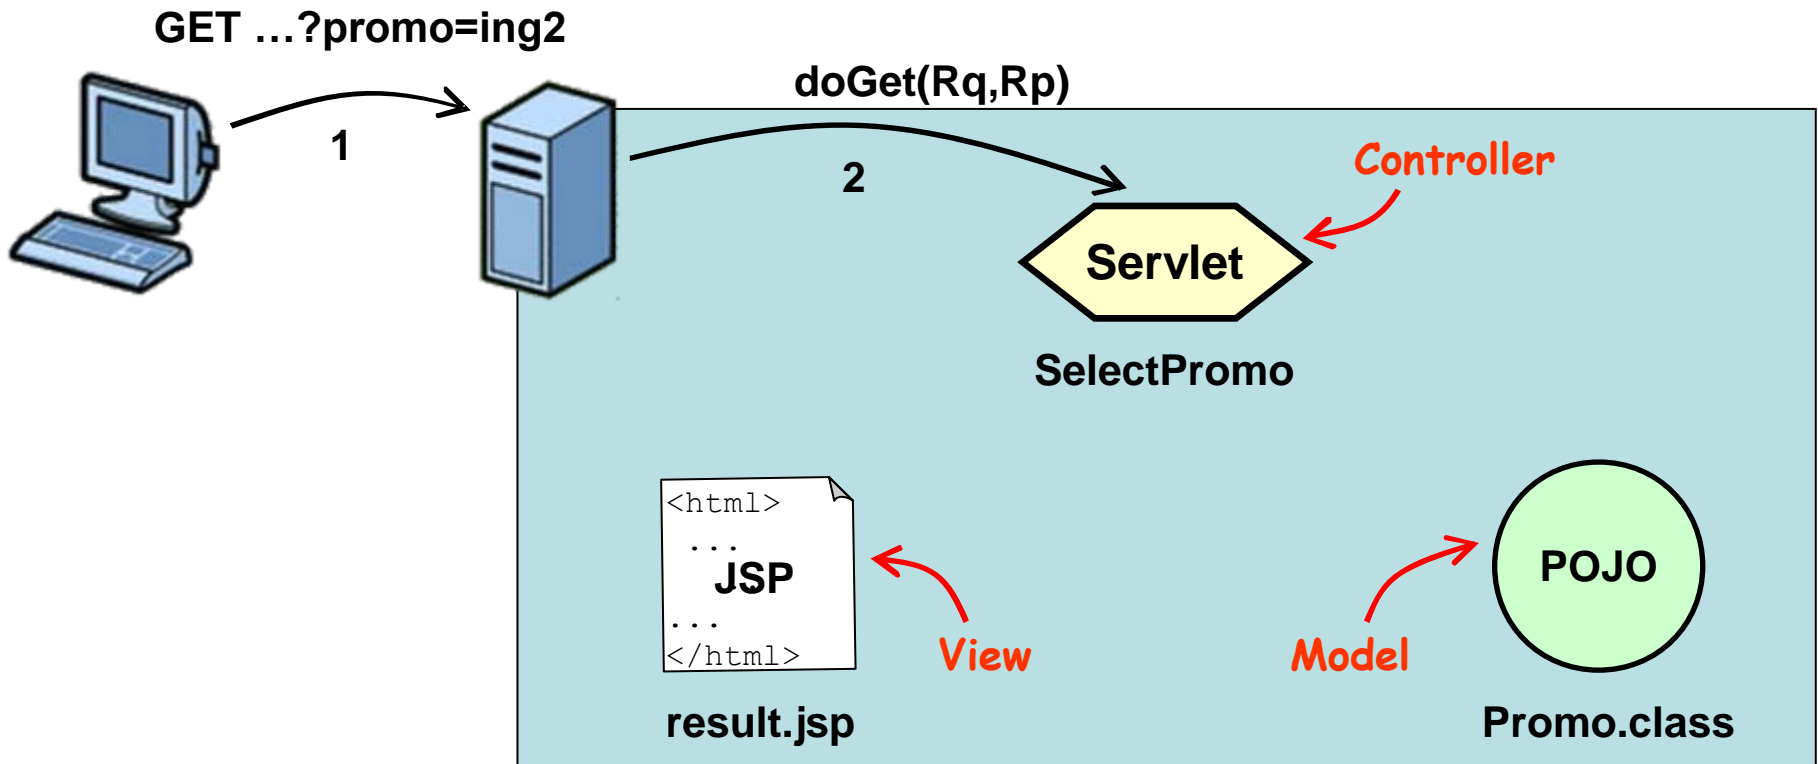 GET …?promo=ing2
doGet(Rq,Rp)
1
2
Controller
Servlet
SelectPromo
<html>
...
JSP
...
</html>
View
result.jsp
POJO
Model
Promo.class